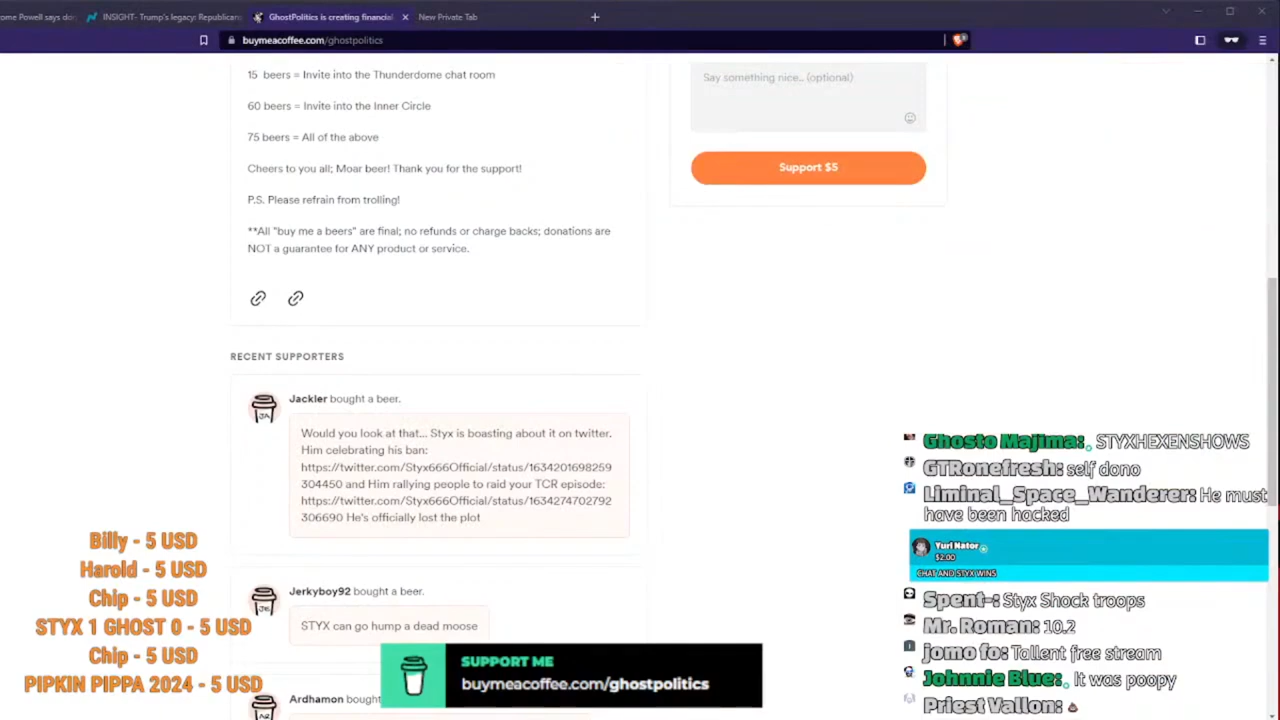 ome Powell says do
INSIGHT- Trump's legacy: Republican
GhostPolitics is creating financial
New Private Tab
buymeacoffee.com/ghostpolitics
15 beers = Invite into the Thunderdome chat room
60 beers = Invite into the Inner Circle
75 beers = All of the above
Cheers to you all; Moar beer! Thank you for the support!
P.S. Please refrain from trolling!
**All "buy me a beers" are final; no refunds or charge backs; donations are
NOT a guarantee for ANY product or service.
Say something nice.. (optional)
Support $5
RECENT SUPPORTERS
Jackler bought a beer.
Would you look at that... Styx is boasting about it on twitter.
Him celebrating his ban:
https://twitter.com/Styx666Official/status/1634201698259
304450 and Him rallying people to raid your TCR episode:
https://twitter.com/Styx666Official/status/1634274702792
306690 He's officially lost the plot
Jerkyboy92 bought a beer.
STYX can go hump a dead moose
Ardhamon bought
SUPPORT ME
buymeacoffee.com/ghostpolitics
Billy - 5 USD
Harold - 5 USD
Chip - 5 USD
STYX 1 GHOST 0 - 5 USD
Chip - 5 USD
PIPKIN PIPPA 2024 - 5 USD
Ghosto Majima: STYXHEXENSHOWS
GTRonefresh: self dono
Liminal_Space_Wanderer: He must
have been hacked
Yuri Nator
$2.00
CHAT AND STYX WINS
Spent-: Styx Shock troops
Mr. Roman: 10.2
jomo fo: Tallent free stream
Johnnie Blue: It was poopy
Priest Vallon: